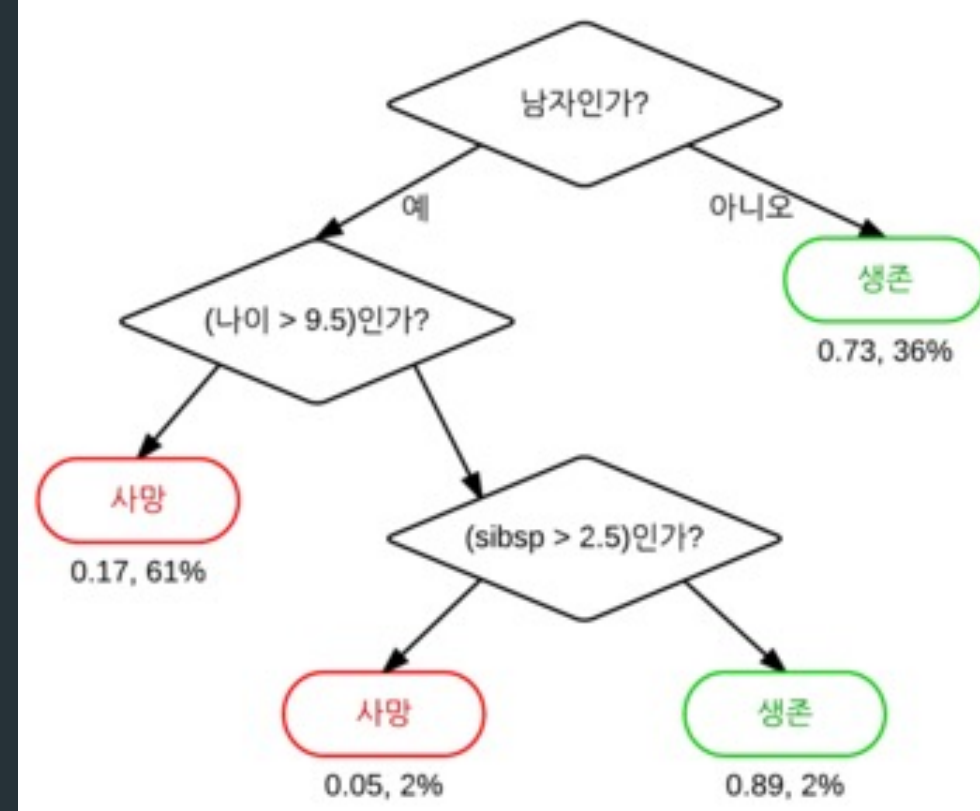 남자인가?
예
아니오
생존
0.73, 36%
(나이 > 9.5)인가?
사망
0.17, 61%
(sibsp > 2.5)인가?
사망
0.05, 2%
생존
0.89, 2%